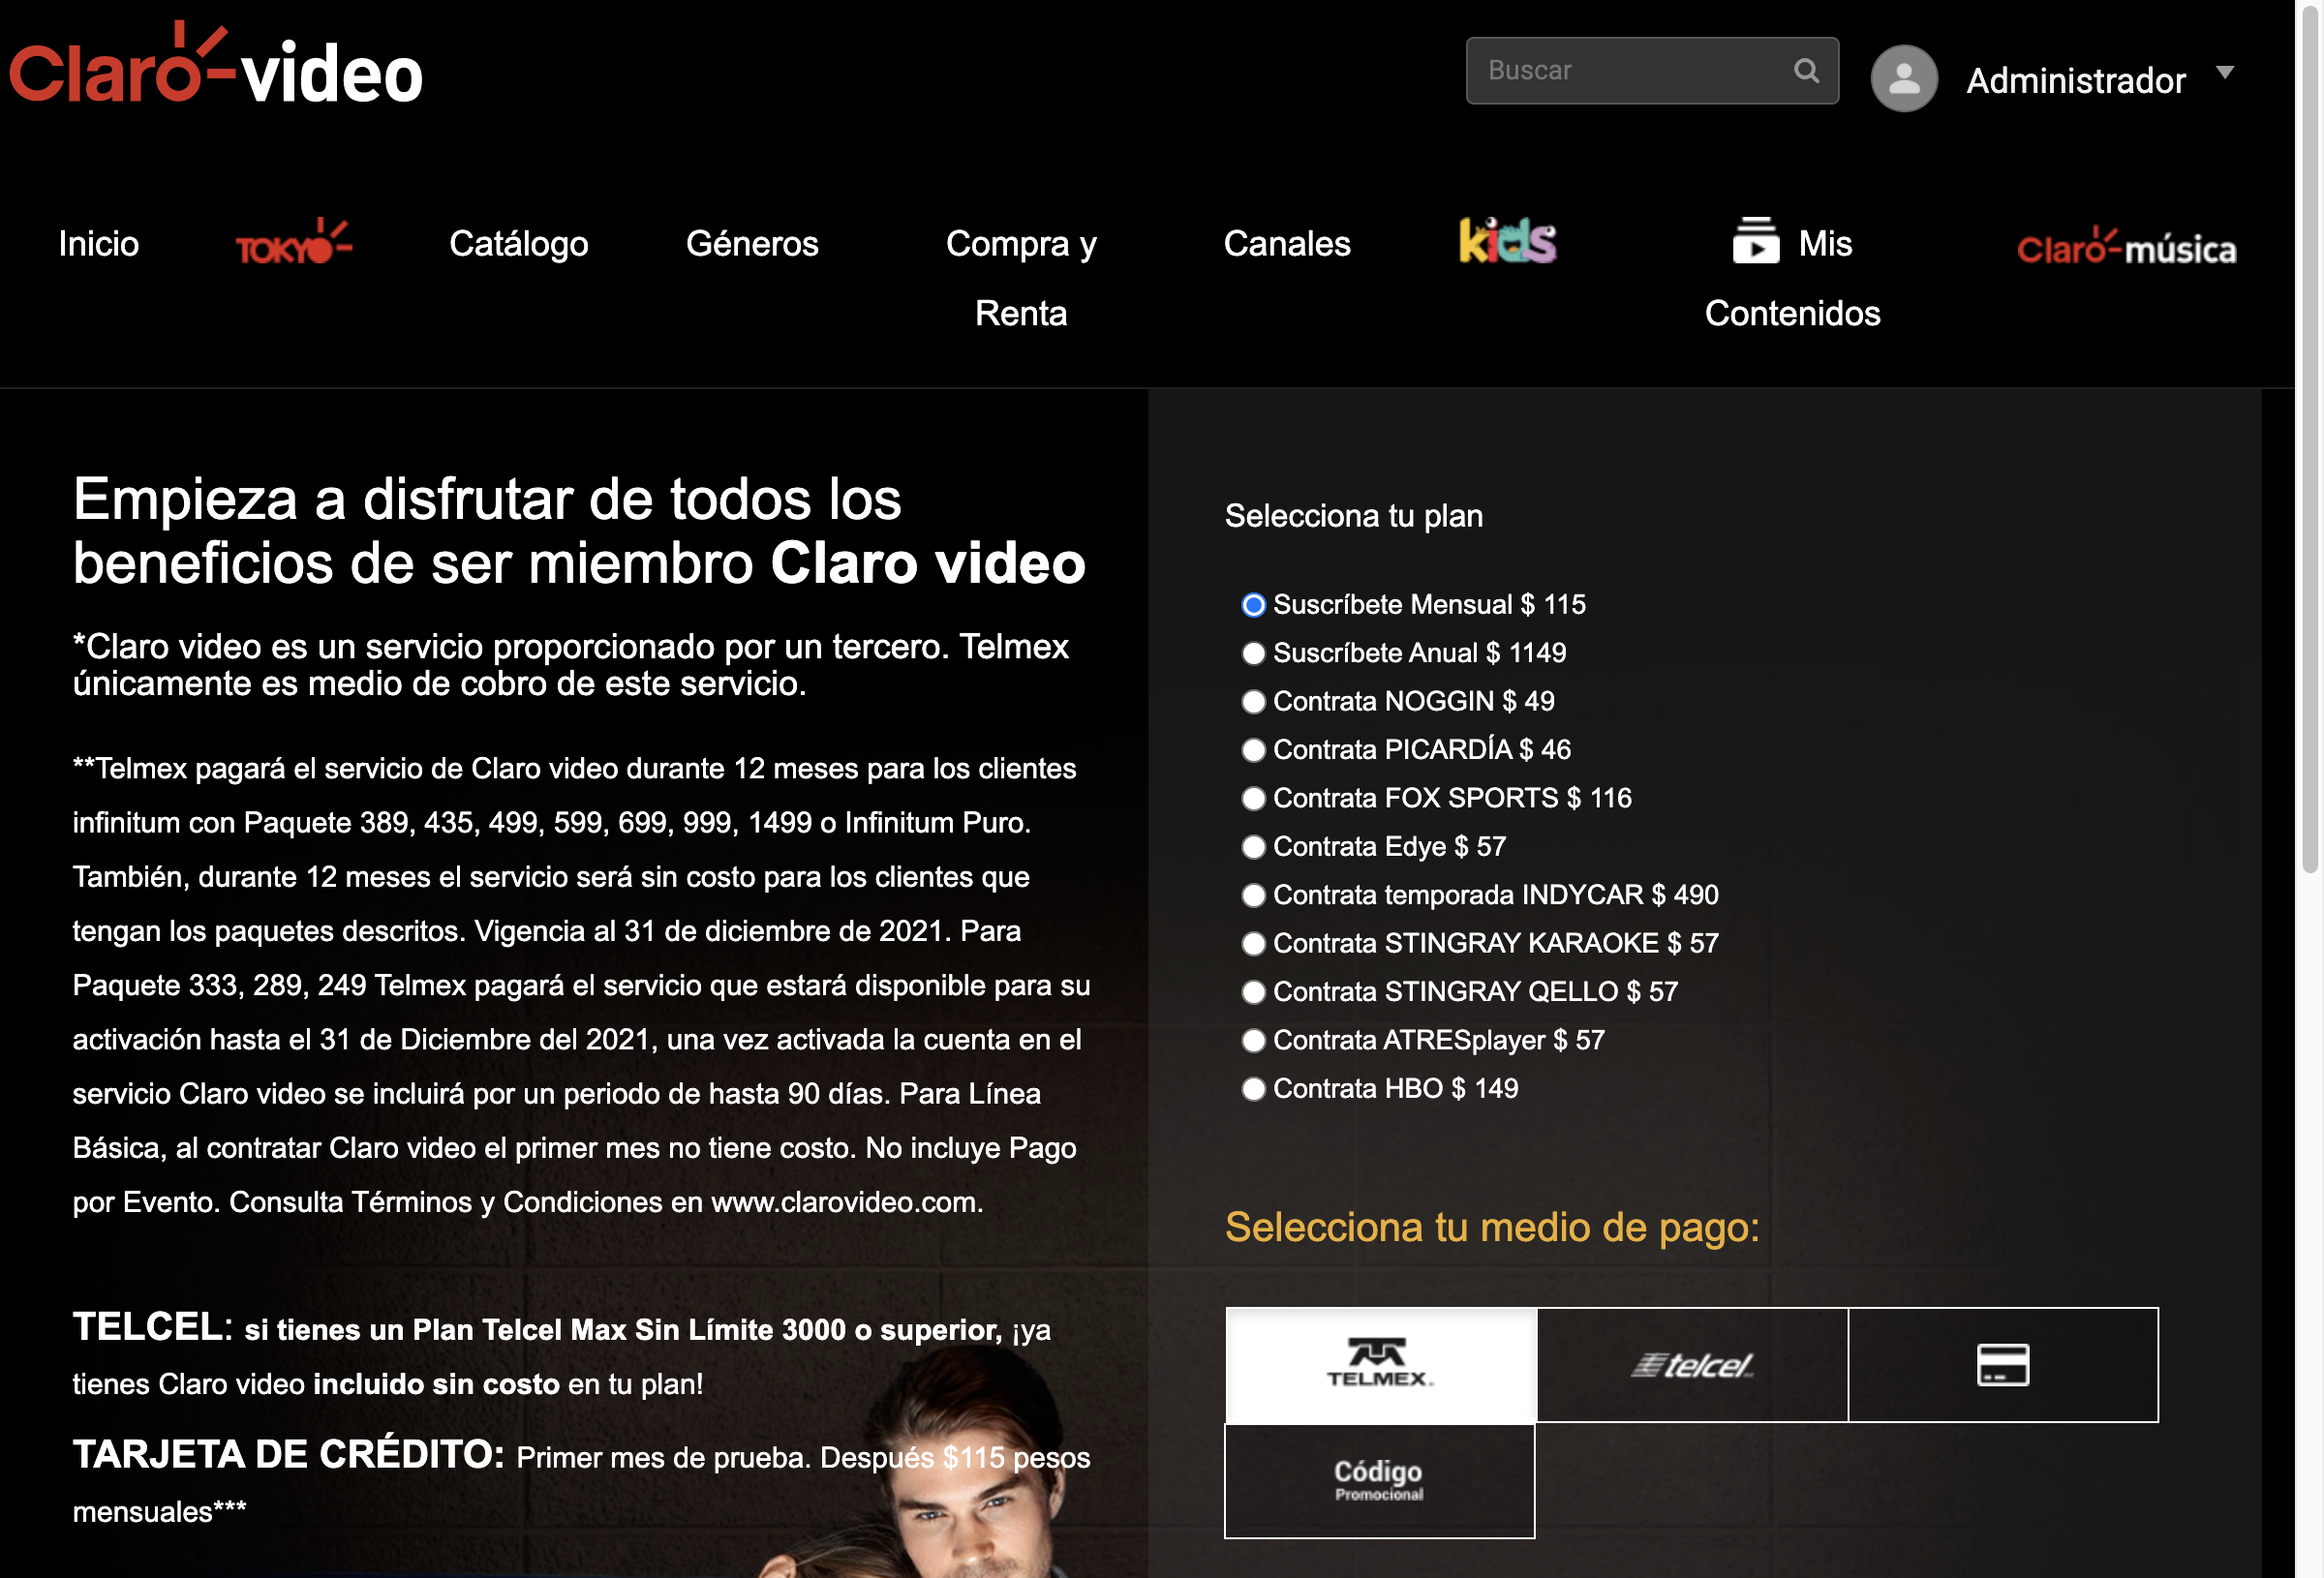 Claro-video
Buscar
Administrador
Inicio
TOKYO
Catálogo
Géneros
Compra y
Renta
Canales
kids
Mis
Contenidos
Claro-música
Empieza a disfrutar de todos los
beneficios de ser miembro Claro video
*Claro video es un servicio proporcionado por un tercero. Telmex
únicamente es medio de cobro de este servicio.
**Telmex pagará el servicio de Claro video durante 12 meses para los clientes
infinitum con Paquete 389, 435, 499, 599, 699, 999, 1499 o Infinitum Puro.
También, durante 12 meses el servicio será sin costo para los clientes que
tengan los paquetes descritos. Vigencia al 31 de diciembre de 2021. Para
Paquete 333, 289, 249 Telmex pagará el servicio que estará disponible para su
activación hasta el 31 de Diciembre del 2021, una vez activada la cuenta en el
servicio Claro video se incluirá por un periodo de hasta 90 días. Para Línea
Básica, al contratar Claro video el primer mes no tiene costo. No incluye Pago
por Evento. Consulta Términos y Condiciones en www.clarovideo.com.
TELCEL: si tienes un Plan Telcel Max Sin Límite 3000 o superior, ¡ya
tienes Claro video incluido sin costo en tu plan!
TARJETA DE CRÉDITO: Primer mes de prueba. Después $115 pesos
mensuales***
Selecciona tu plan
Suscríbete Mensual $ 115
Suscríbete Anual $ 1149
Contrata NOGGIN $ 49
Contrata PICARDÍA $ 46
Contrata FOX SPORTS $ 116
Contrata Edye $ 57
Contrata temporada INDYCAR $ 490
Contrata STINGRAY KARAOKE $ 57
Contrata STINGRAY QELLO $ 57
Contrata ATRESplayer $ 57
Contrata HBO $ 149
Selecciona tu medio de pago:
TELMEX.
telcel
Código
Promocional